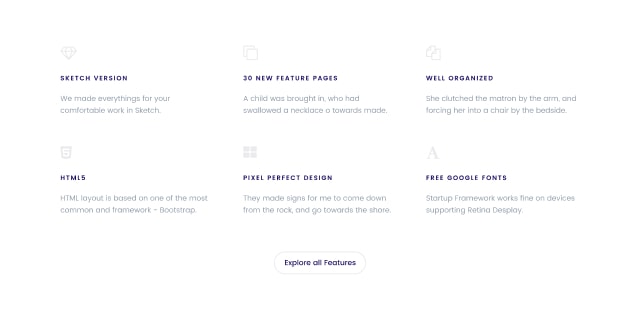 SKETCH VERSION
We made everythings for your
comfortable work in Sketch.
30 NEW FEATURE PAGES
A child was brought in, who had
swallowed a necklace o towards made.
WELL ORGANIZED
She clutched the matron by the arm, and
forcing her into a chair by the bedside.
HTML5
HTML layout is based on one of the most
common and framework - Bootstrap.
PIXEL PERFECT DESIGN
They made signs for me to come down
from the rock, and go towards the shore.
FREE GOOGLE FONTS
Startup Framework works fine on devices
supporting Retina Desplay.
Explore all Features